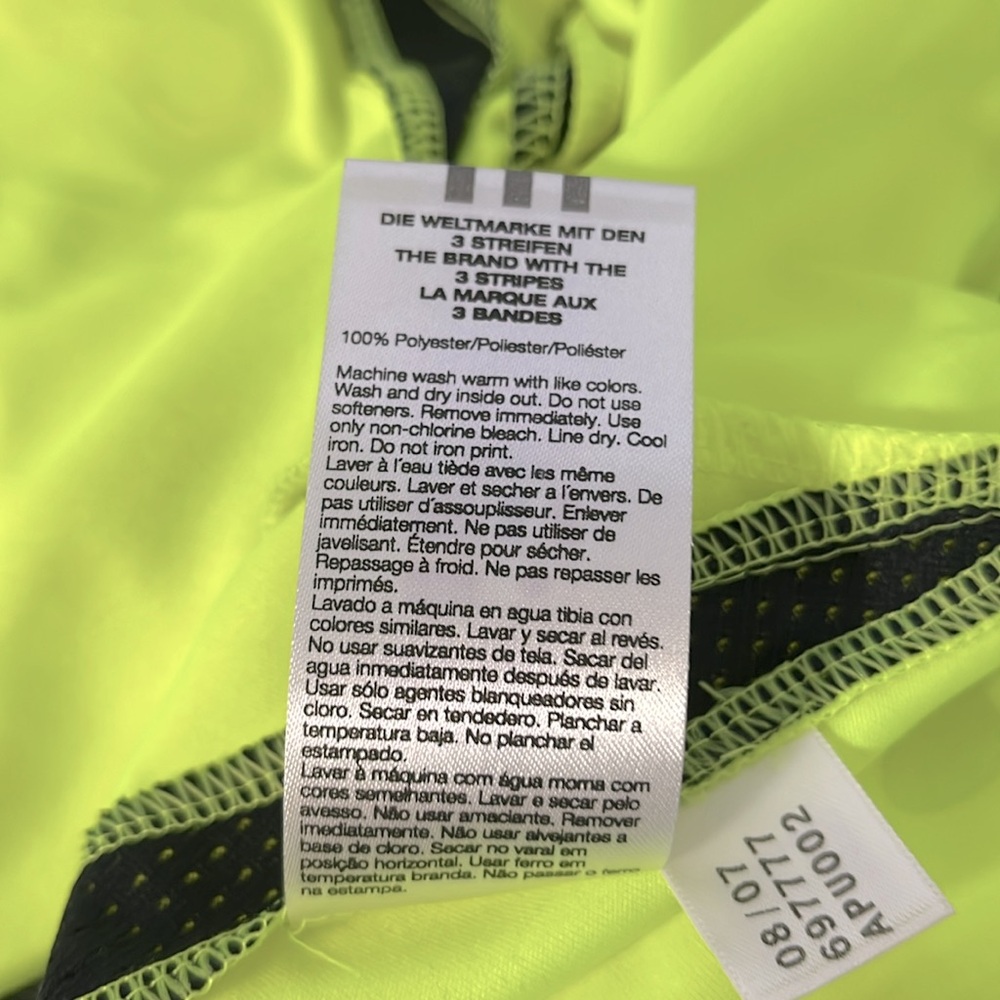 DIE WELTMARKE MIT DEN
3 STREIFEN
THE BRAND WITH THE
3 STRIPES
LA MARQUE AUX
3 BANDES
100% Polyester/Poliester/Poliéster
Machine wash warm with like colors.
Wash and dry inside out. Do not use
softeners. Remove immediately. Use
only non-chlorine bleach. Line dry. Cool
iron. Do not iron print.
Laver à l'eau tiède avec les même
couleurs. Laver et secher a l'envers. De
pas utiliser d'assouplisseur. Enlever
immédiatement. Ne pas utiliser de
javelisant. Étendre pour sécher.
Repassage à froid. Ne pas repasser les
imprimés.
Lavado a máquina en agua tibia con
colores similares. Lavar y secar al revés.
No usar suavizantes de tela. Sacar del
agua inmediatamente después de lavar.
Usar sólo agentes blanqueadores sin
cloro. Secar en tendedero. Planchar a
temperatura baja. No planchar el
estampado.
Lavar à máquina com água morna com
cores semelhantes. Lavar e secar pelo
avesso. Não usar amaciante. Remover
imediatamente. Não usar alvejantes a
base de cloro. Secar no varal em
posição horizontal. Usar ferro em
temperatura branda. Não passar o ferro
na estampa.
08/07
697777
APU002